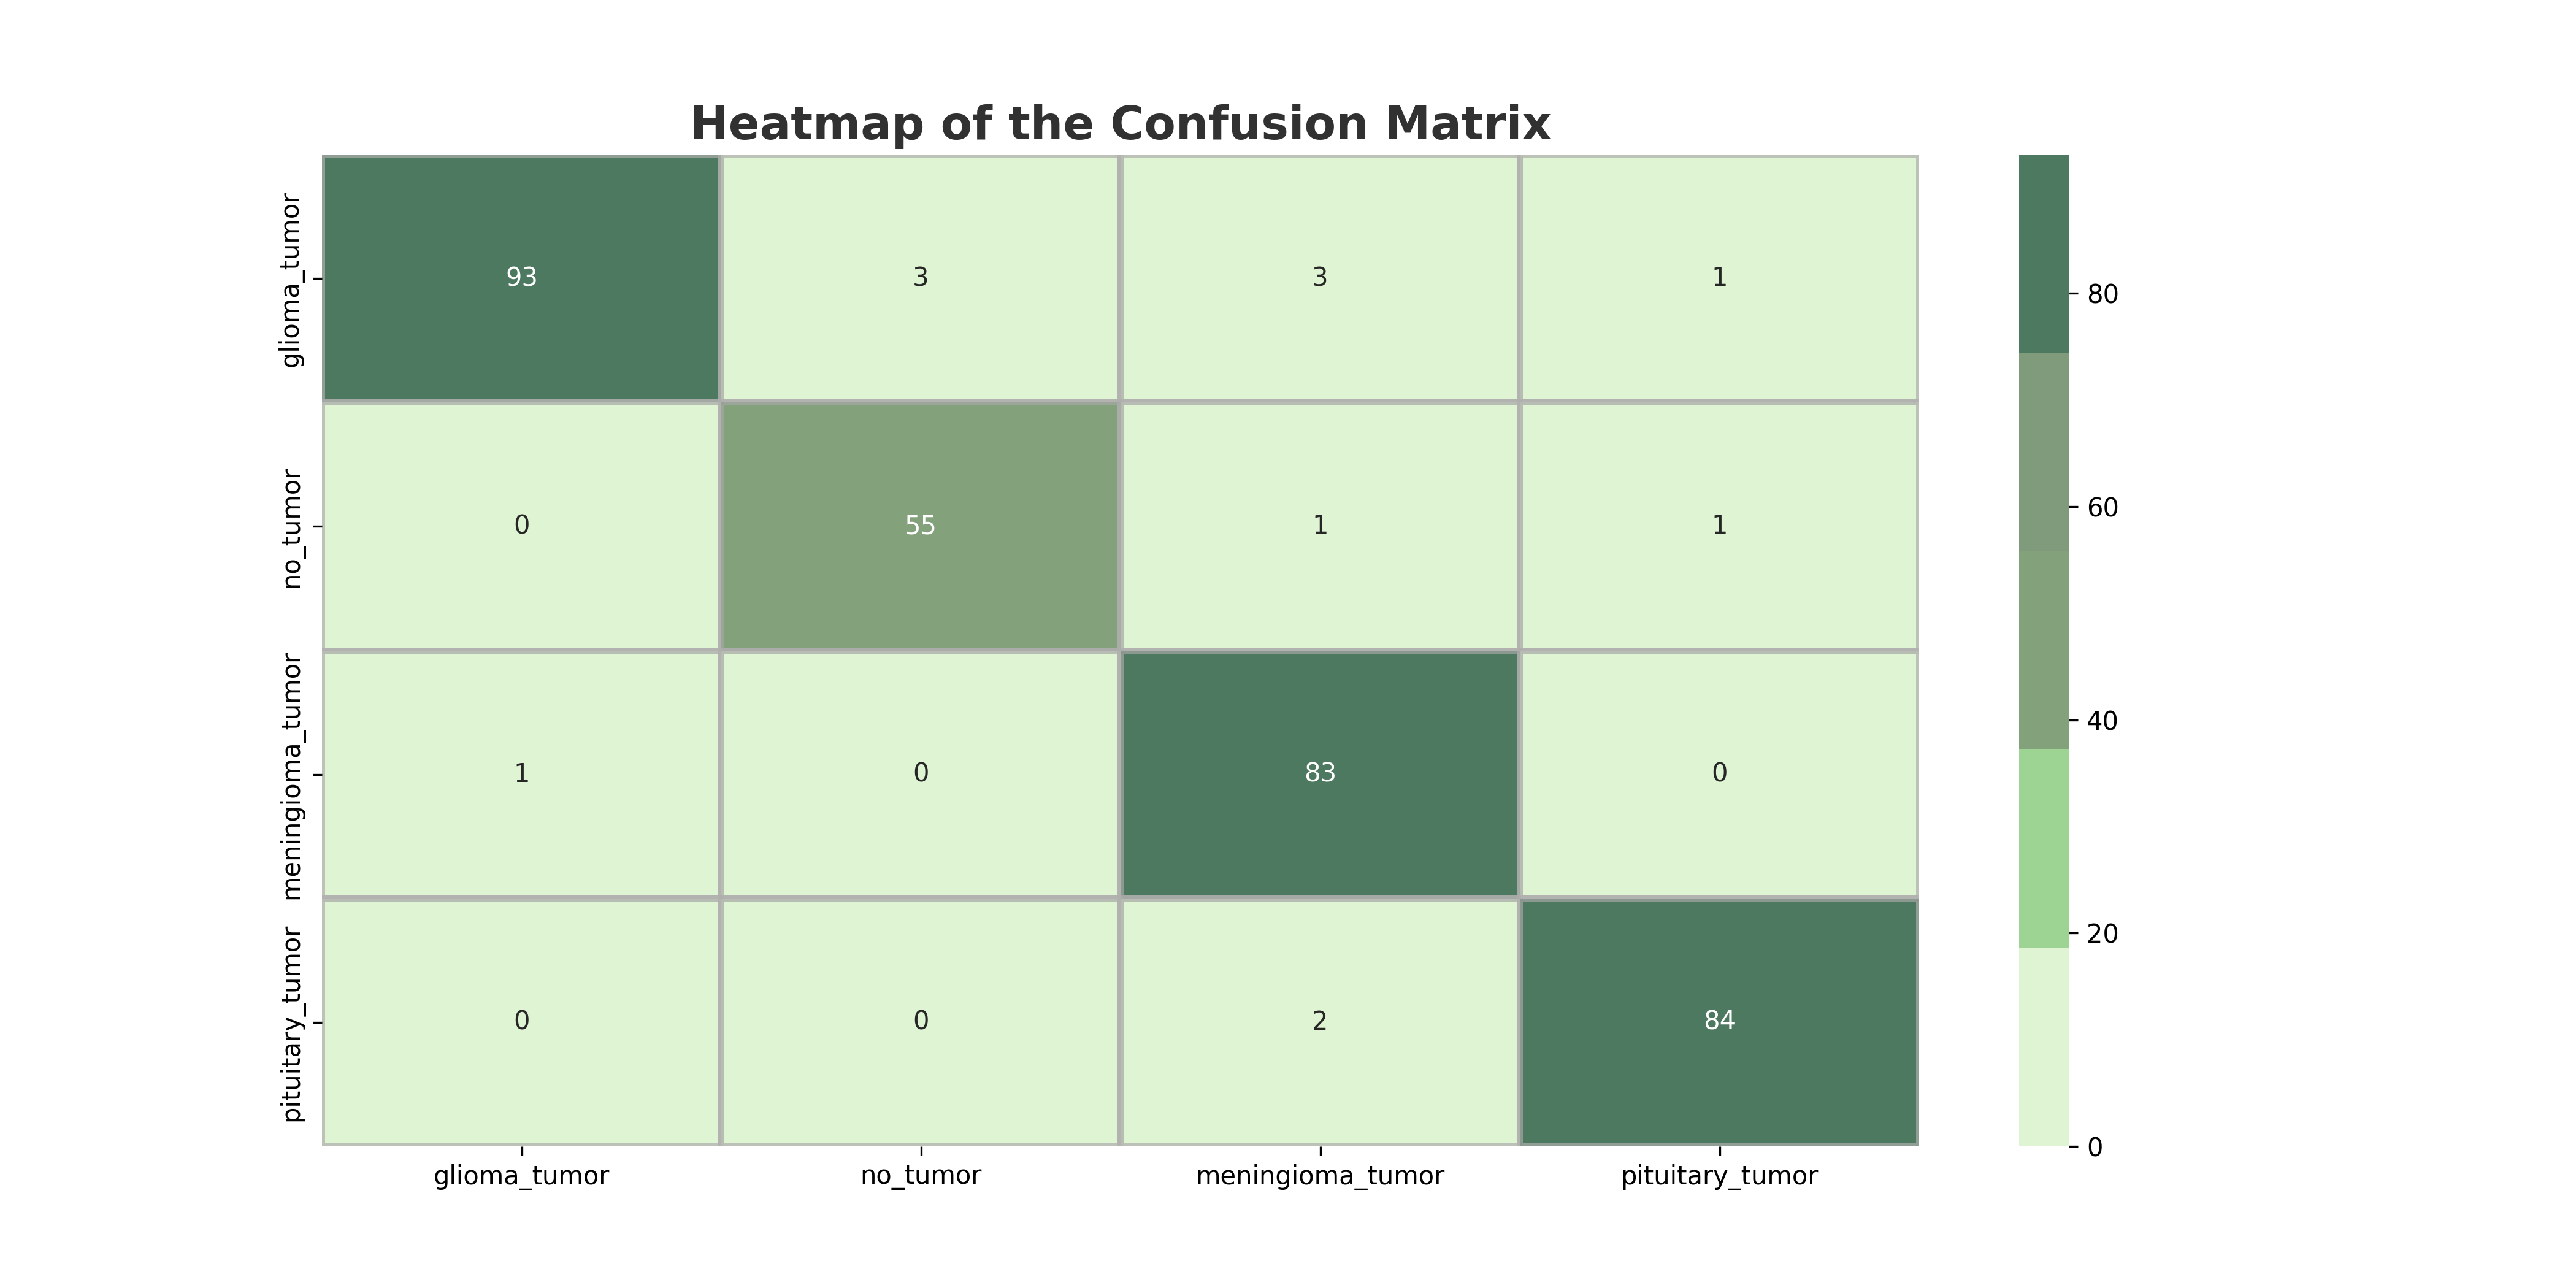 Heatmap of the Confusion Matrix
glioma_tumor
93
3
3
1
no_tumor
0
55
1
1
meningioma_tumor
1
0
83
0
pituitary_tumor
0
0
2
84
glioma_tumor
no_tumor
meningioma_tumor
pituitary_tumor
80
60
40
20
0